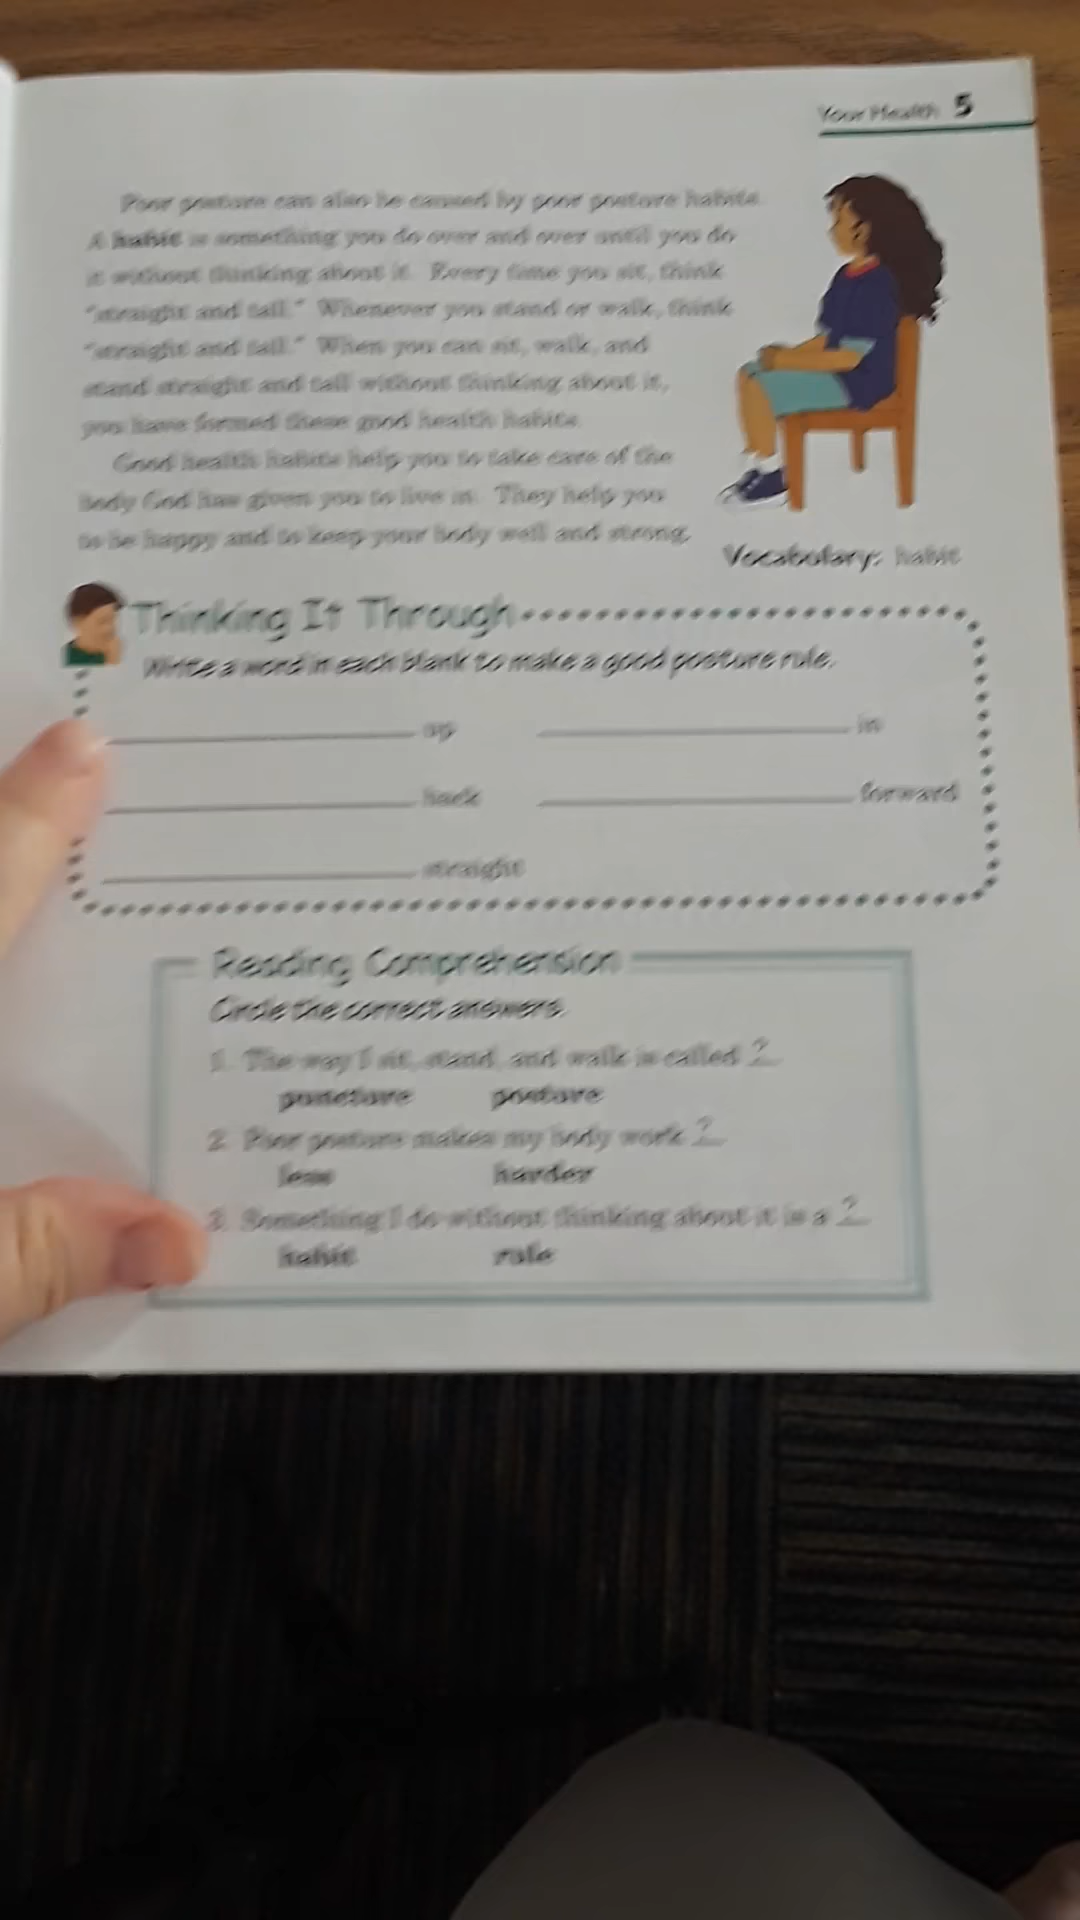 Your Health 5
Poor posture can also be caused by poor posture habits.
A habit is something you do over and over until you do
it without thinking about it. Every time you sit, think
"straight and tall." Whenever you stand or walk, think
"straight and tall." When you can sit, walk, and
stand straight and tall without thinking about it,
you have formed these good health habits.
Good health habits help you to take care of the
body God has given you to live in. They help you
to be happy and to keep your body well and strong.
Vocabulary: habit
Thinking It Through
Write a word in each blank to make a good posture rule.
up in
back forward
straight
Reading Comprehension
Circle the correct answers.
1. The way I sit, stand, and walk is called ?.
puncture posture
2. Poor posture makes my body work ?.
less harder
3. Something I do without thinking about it is a ?.
habit rule